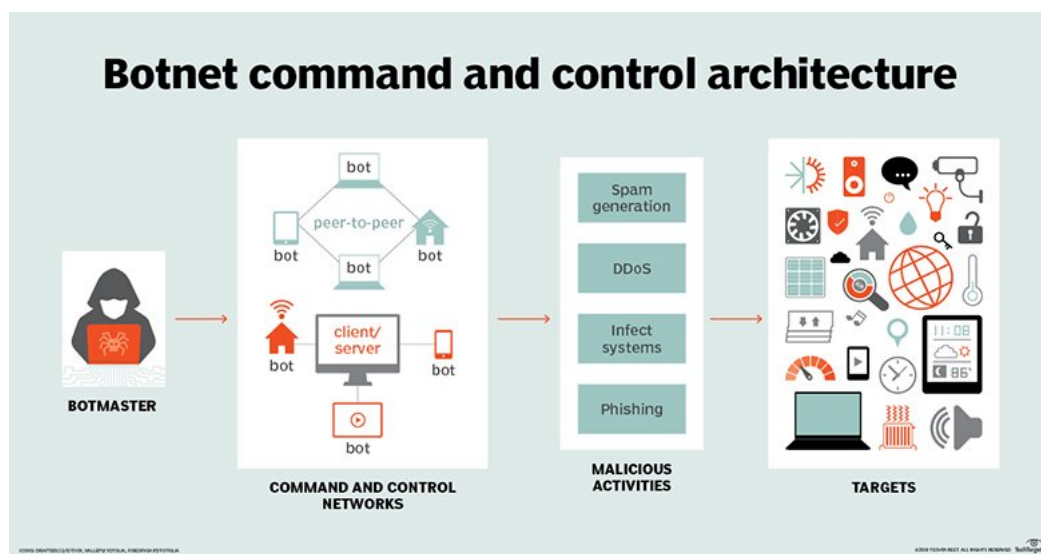 Botnet command and control architecture
BOTMASTER
bot
peer-to-peer
bot
bot
bot
client/
server
bot
bot
bot
COMMAND AND CONTROL
NETWORKS
Spam
generation
DDoS
Infect
systems
Phishing
MALICIOUS
ACTIVITIES
11:08
86°
TARGETS
TechTarget